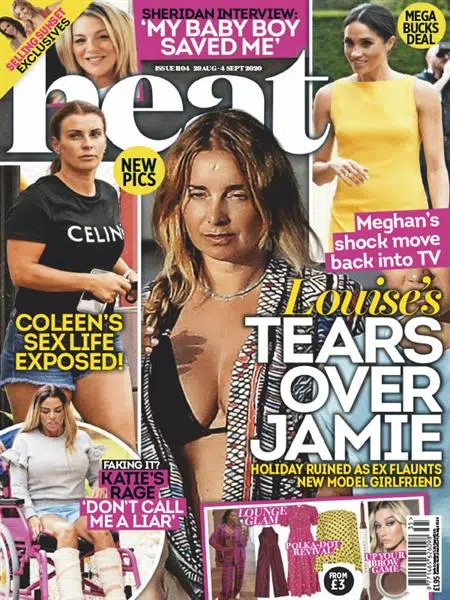 SELLING SUNSET
EXCLUSIVES
SHERIDAN INTERVIEW:
'MY BABY BOY
SAVED ME'
MEGA
BUCKS
DEAL
ISSUE 1104 29 AUG - 4 SEPT 2020
heat
NEW
PICS
CELIN
Meghan's
shock move
back into TV
COLEEN'S
SEX LIFE
EXPOSED!
Louise's
TEARS
OVER
JAMIE
HOLIDAY RUINED AS EX FLAUNTS
NEW MODEL GIRLFRIEND
FAKING IT?
KATIE'S
RAGE
'DON'T CALL
ME A LIAR'
LOUNGE
GLAM
POLKA-DOT
REVIVAL
UP YOUR
BROW
GAME
FROM
£3
£1.95
35